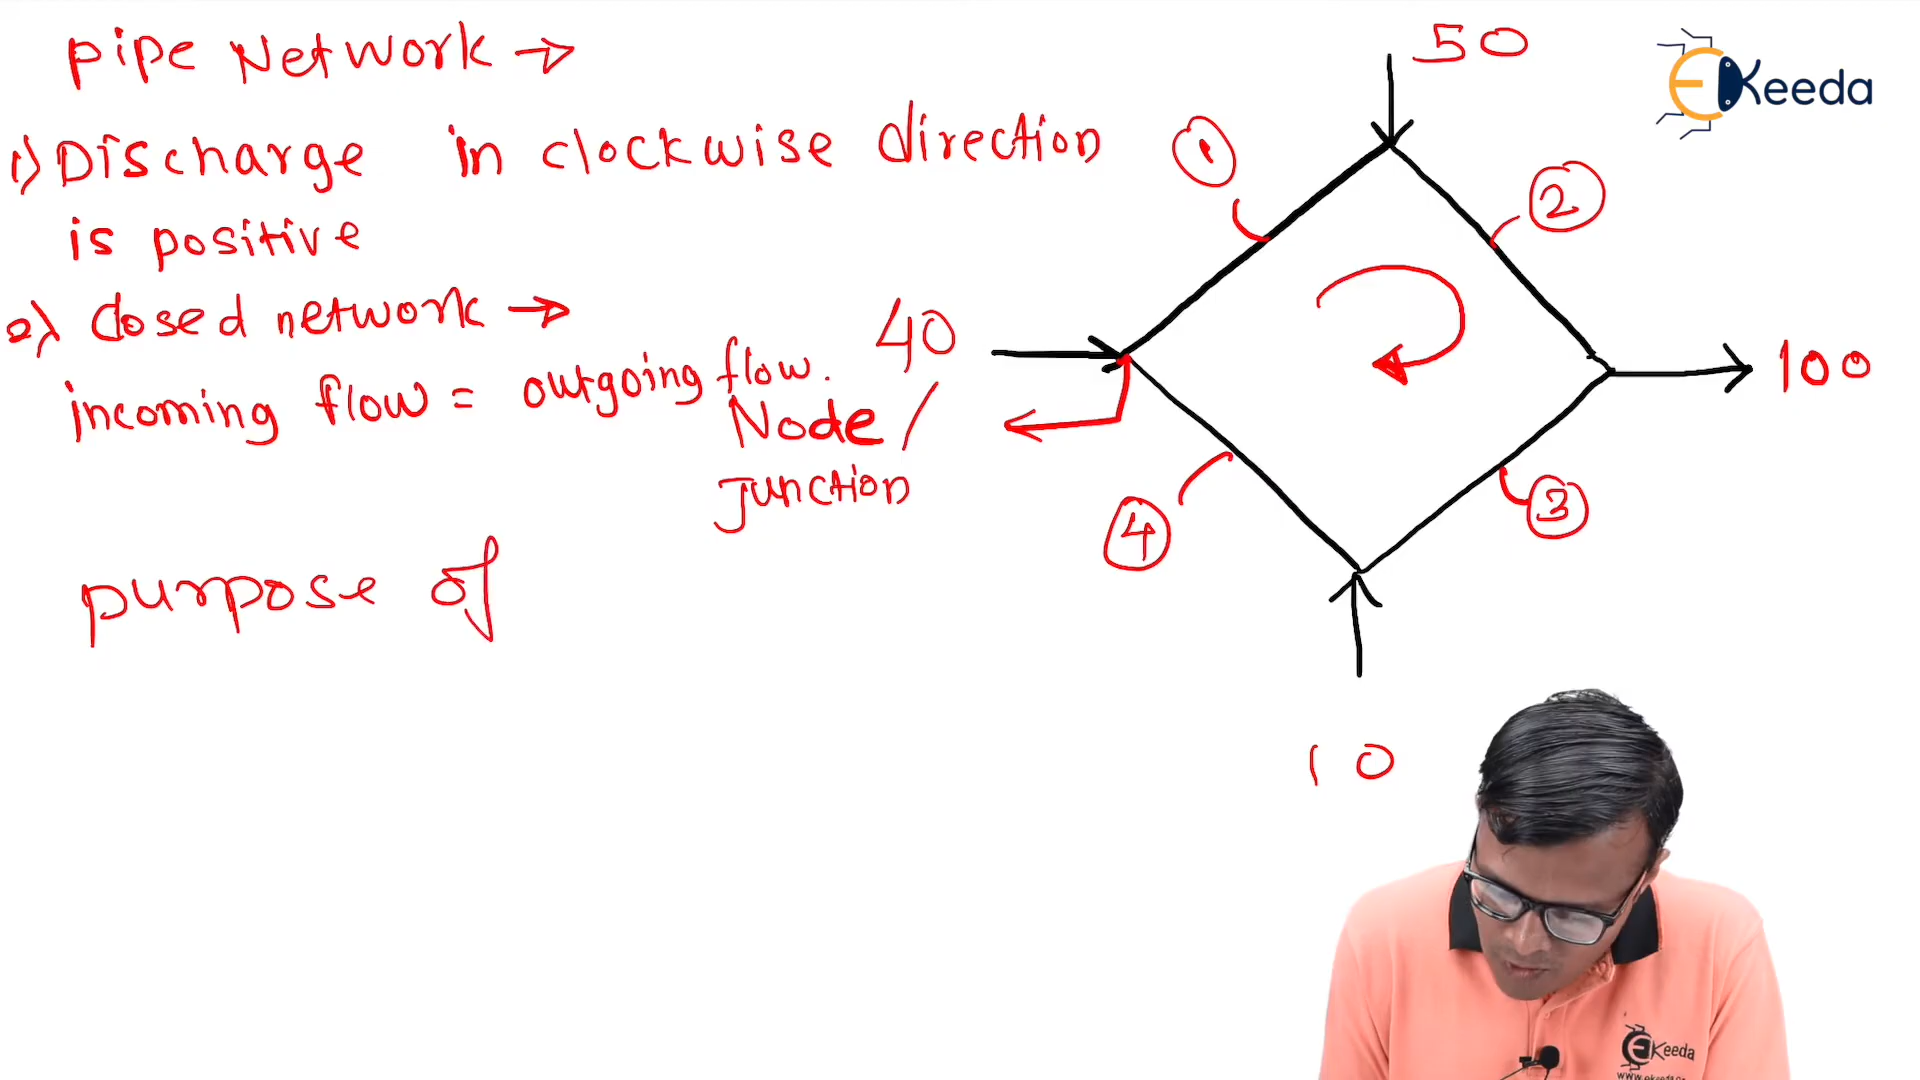 Pipe Network →
1) Discharge in clockwise direction
is positive
2) Closed network →
incoming flow = outgoing flow.
Node /
Junction
purpose of
50
40
100
10
1
2
3
4
EKeeda
EKeeda